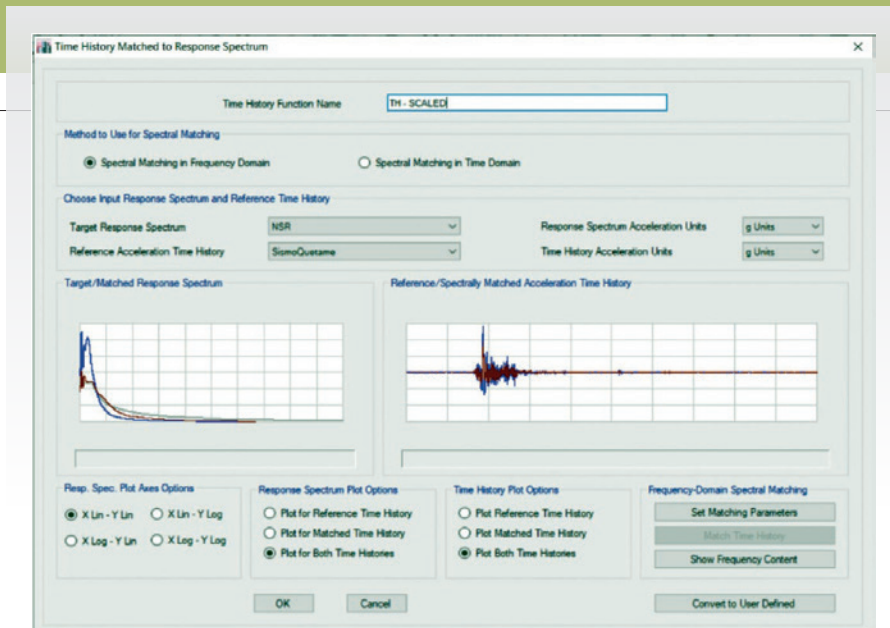 Time History Matched to Response Spectrum
Time History Function Name
TH - SCALED
Method to Use for Spectral Matching
Spectral Matching in Frequency Domain
Spectral Matching in Time Domain
Choose Input Response Spectrum and Reference Time History
Target Response Spectrum
NSR
Response Spectrum Acceleration Units
g Units
Reference Acceleration Time History
SismoQuetame
Time History Acceleration Units
g Units
Target/Matched Response Spectrum
Reference/Spectrally Matched Acceleration Time History
Resp. Spec. Plot Axes Options
X Lin - Y Lin
X Lin - Y Log
X Log - Y Lin
X Log - Y Log
Response Spectrum Plot Options
Plot for Reference Time History
Plot for Matched Time History
Plot for Both Time Histories
Time History Plot Options
Plot Reference Time History
Plot Matched Time History
Plot Both Time Histories
Frequency-Domain Spectral Matching
Set Matching Parameters
Match Time History
Show Frequency Content
OK
Cancel
Convert to User Defined